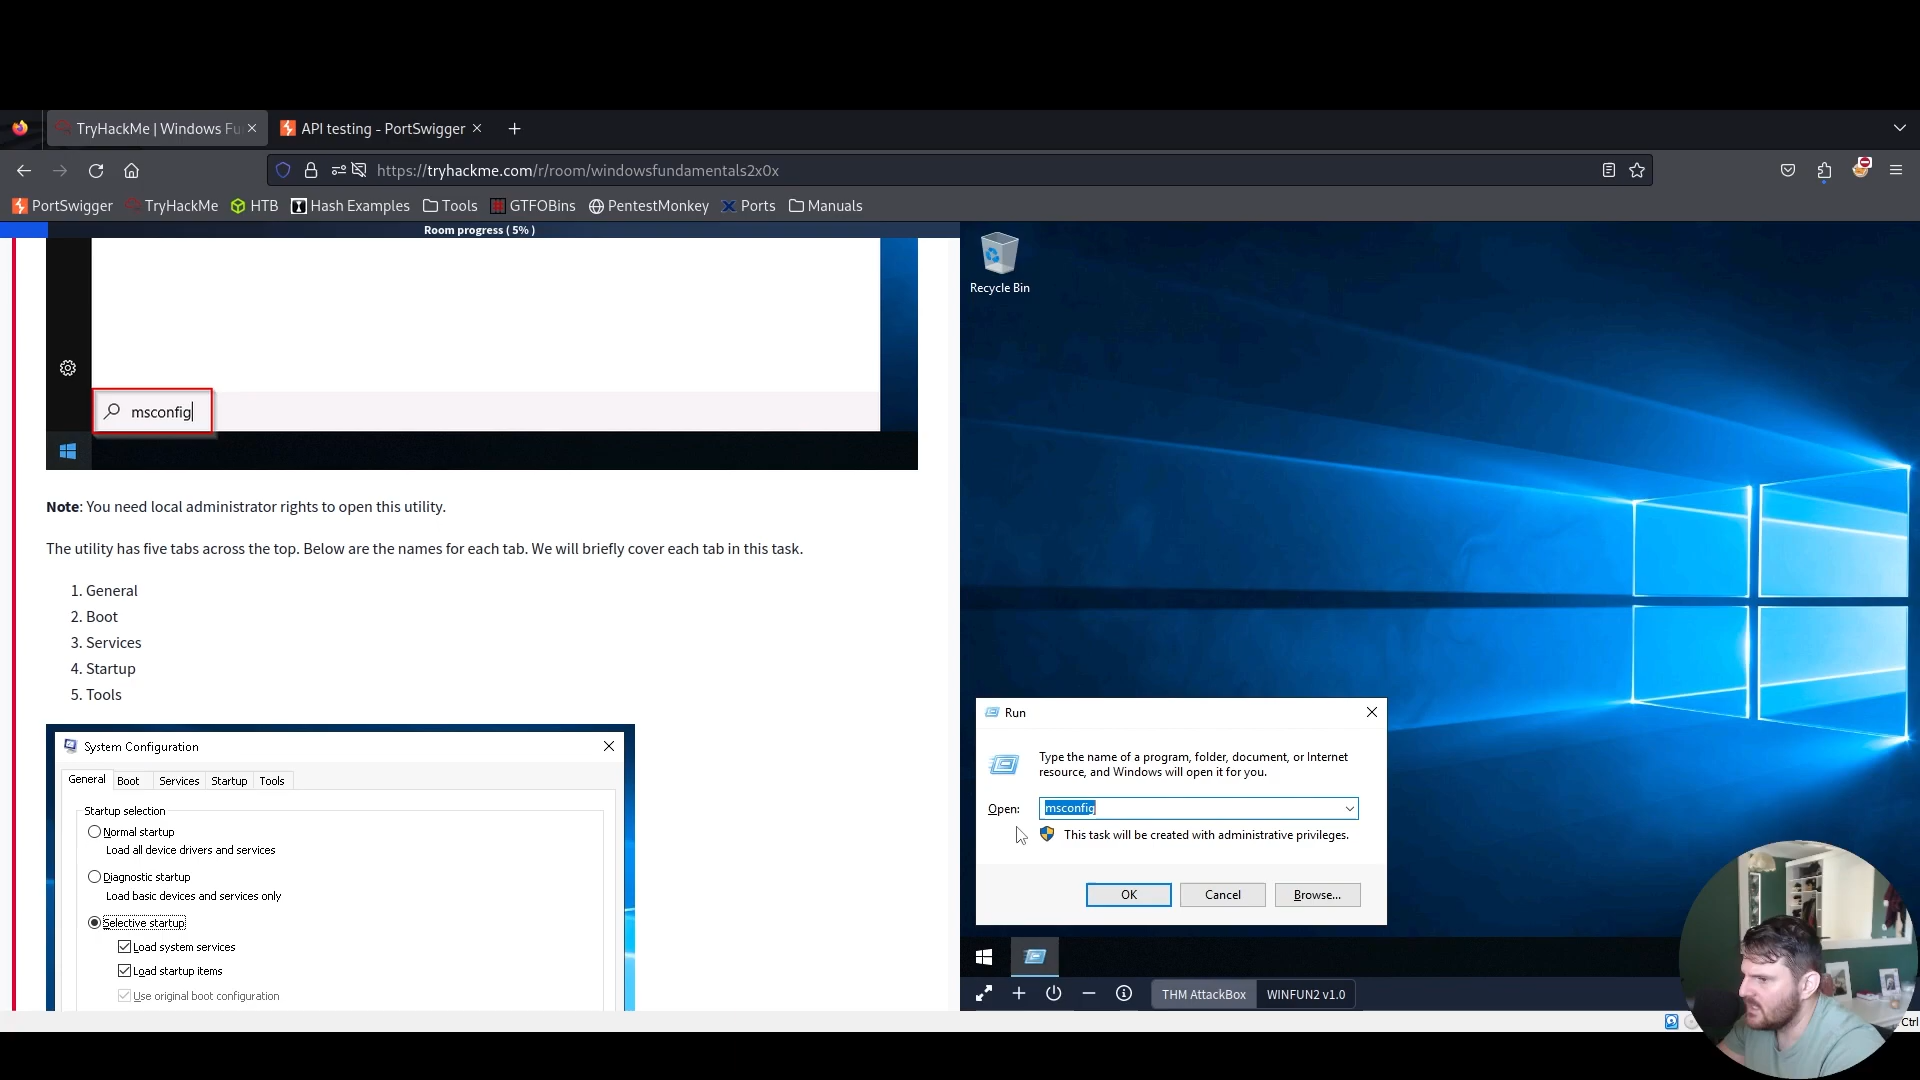 TryHackMe | Windows Fu
API testing - PortSwigger
https://tryhackme.com/r/room/windowsfundamentals2x0x
PortSwigger TryHackMe HTB Hash Examples Tools GTFOBins PentestMonkey Ports Manuals
Room progress ( 5% )
msconfig
Note: You need local administrator rights to open this utility.
The utility has five tabs across the top. Below are the names for each tab. We will briefly cover each tab in this task.
1. General
2. Boot
3. Services
4. Startup
5. Tools
System Configuration
General Boot Services Startup Tools
Startup selection
Normal startup
Load all device drivers and services
Diagnostic startup
Load basic devices and services only
Selective startup
Load system services
Load startup items
Use original boot configuration
Recycle Bin
Run
Type the name of a program, folder, document, or Internet
resource, and Windows will open it for you.
Open: msconfig
This task will be created with administrative privileges.
OK Cancel Browse...
THM AttackBox WINFUN2 v1.0
Ctrl